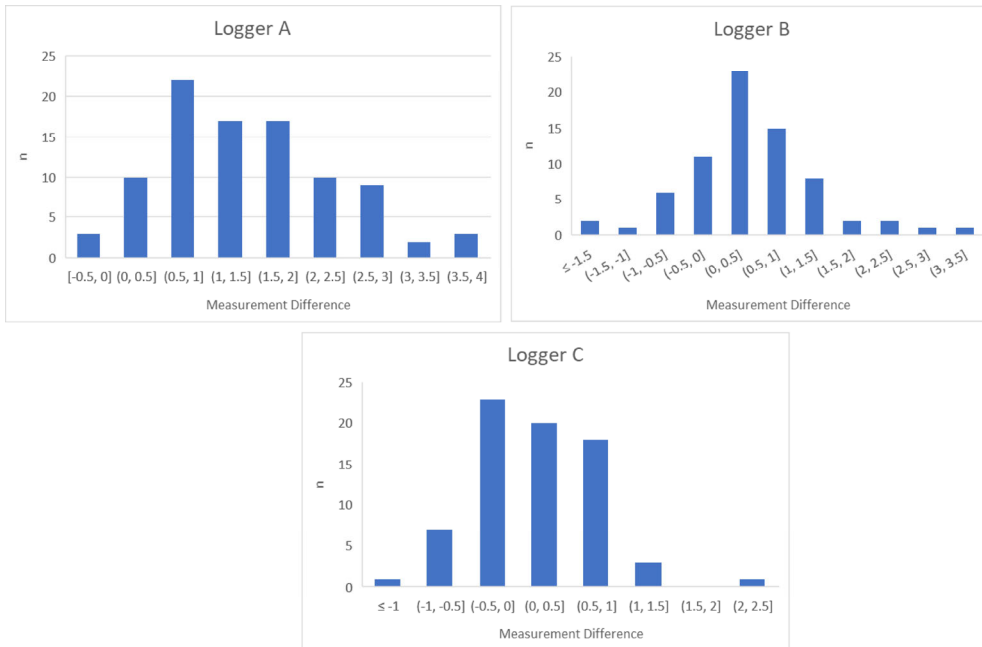 Logger A
25
20
15
10
5
0
n
[-0.5, 0] (0, 0.5] (0.5, 1] (1, 1.5] (1.5, 2] (2, 2.5] (2.5, 3] (3, 3.5] (3.5, 4]
Measurement Difference
Logger B
25
20
15
10
5
0
n
≤ -1.5 (-1.5, -1] (-1, -0.5] (-0.5, 0] (0, 0.5] (0.5, 1] (1, 1.5] (1.5, 2] (2, 2.5] (2.5, 3] (3, 3.5]
Measurement Difference
Logger C
25
20
15
10
5
0
n
≤ -1 (-1, -0.5] (-0.5, 0] (0, 0.5] (0.5, 1] (1, 1.5] (1.5, 2] (2, 2.5]
Measurement Difference